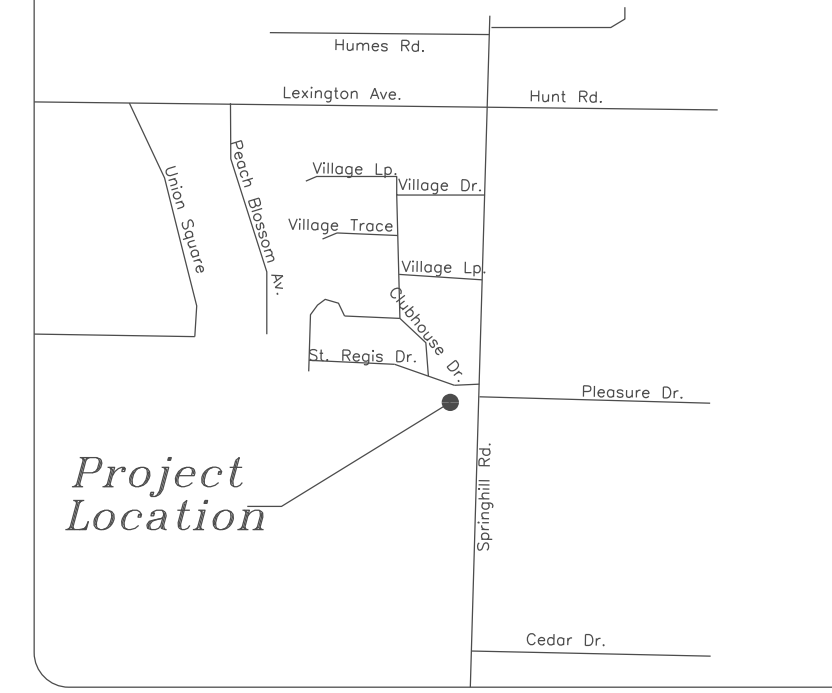 Humes Rd.
Lexington Ave.
Hunt Rd.
Union Square
Peach Blossom Av.
Village Lp.
Village Dr.
Village Trace
Village Lp.
Clubhouse Dr.
St. Regis Dr.
Pleasure Dr.
Project
Location
Springhill Rd.
Cedar Dr.